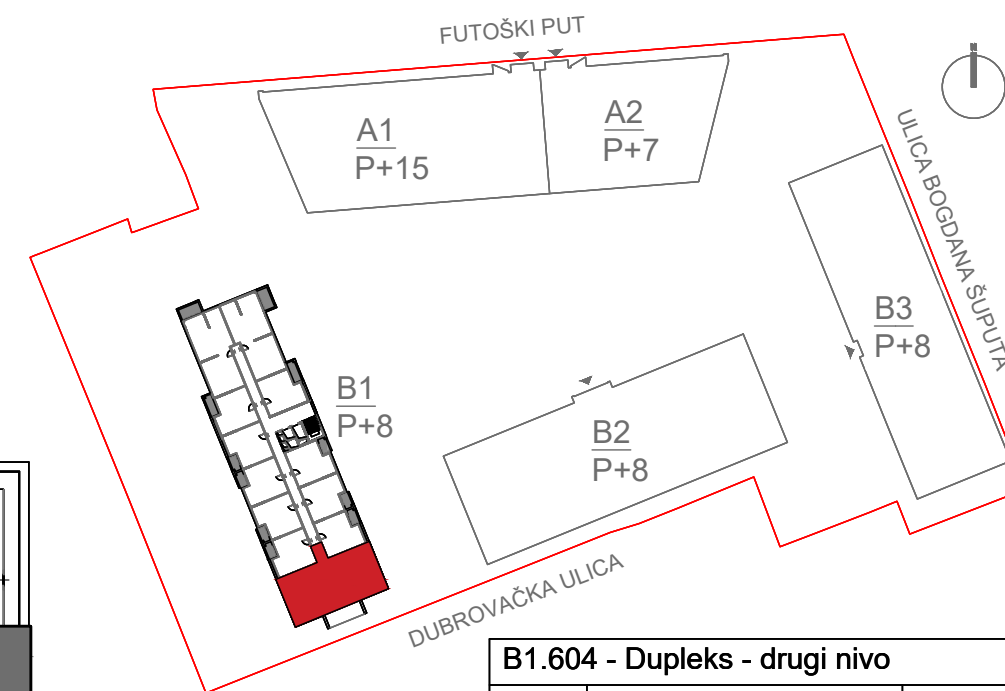 FUTOŠKI PUT
N
A1
P+15
A2
P+7
ULICA BOGDANA ŠUPUTA
B3
P+8
B1
P+8
B2
P+8
DUBROVAČKA ULICA
B1.604 - Dupleks - drugi nivo